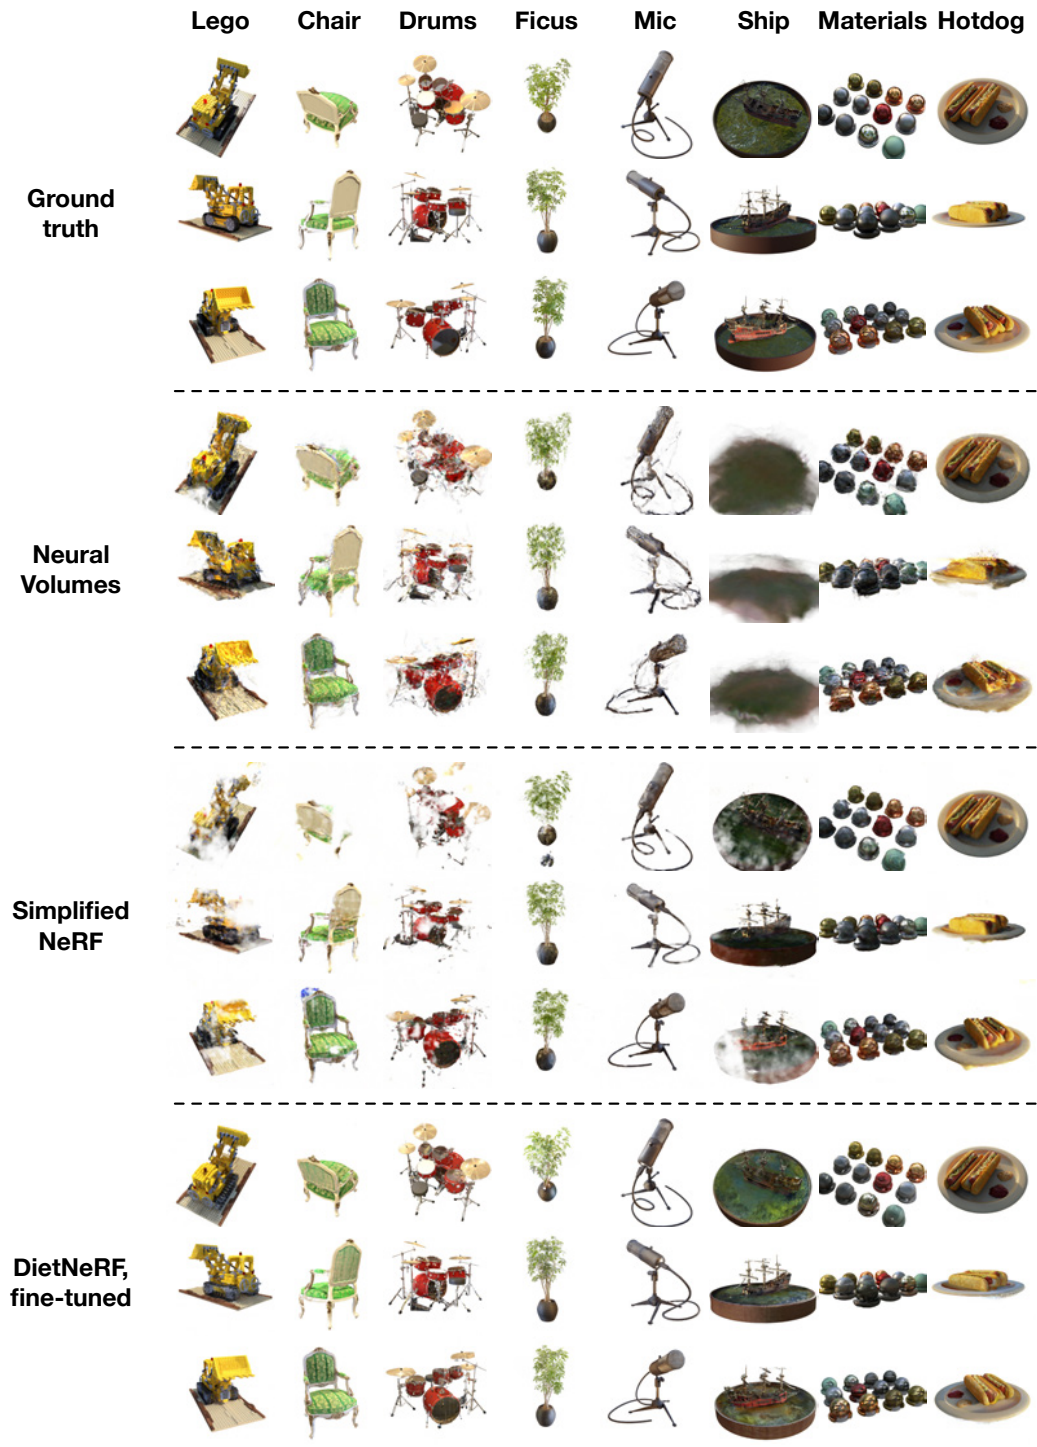 Lego Chair Drums Ficus Mic Ship Materials Hotdog
Ground
truth
Neural
Volumes
Simplified
NeRF
DietNeRF,
fine-tuned